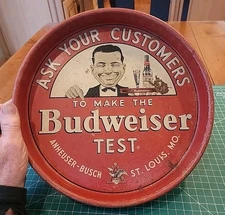 ASK YOUR CUSTOMERS
TO MAKE THE
Budweiser
TEST
ANHEUSER-BUSCH ST. LOUIS, MO.